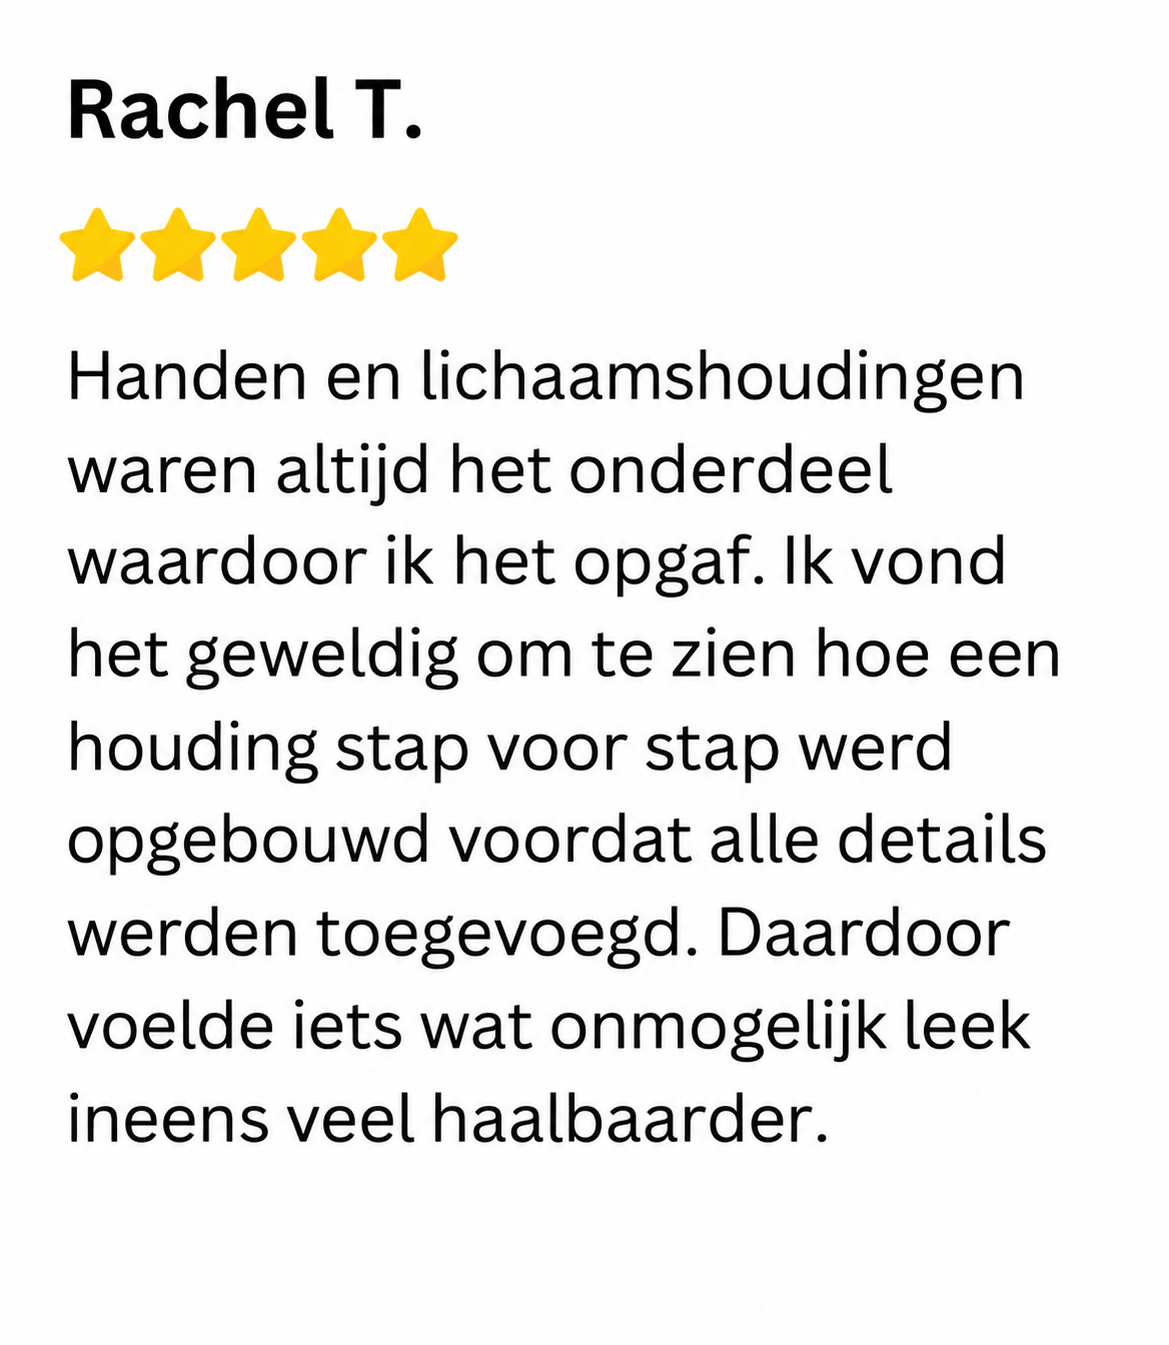 Rachel T.
Handen en lichaamshoudingen
waren altijd het onderdeel
waardoor ik het opgaf. Ik vond
het geweldig om te zien hoe een
houding stap voor stap werd
opgebouwd voordat alle details
werden toegevoegd. Daardoor
voelde iets wat onmogelijk leek
ineens veel haalbaarder.